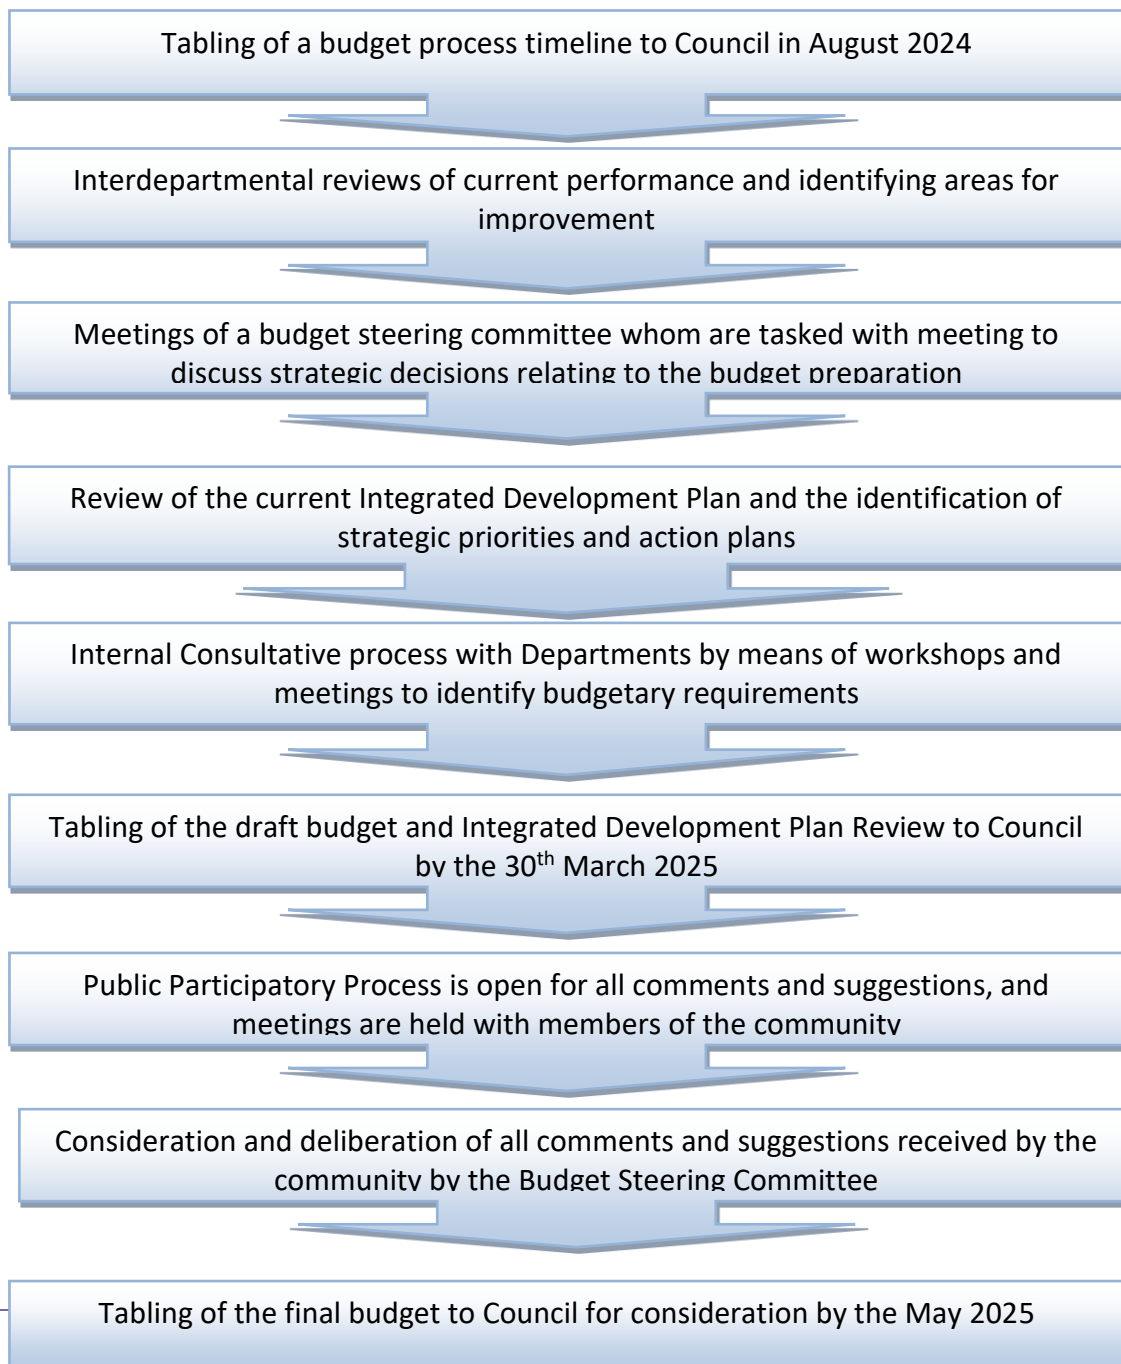 Tabling of a budget process timeline to Council in August 2024
Interdepartmental reviews of current performance and identifying areas for
improvement
Meetings of a budget steering committee whom are tasked with meeting to
discuss strategic decisions relating to the budget preparation
Review of the current Integrated Development Plan and the identification of
strategic priorities and action plans
Internal Consultative process with Departments by means of workshops and
meetings to identify budgetary requirements
Tabling of the draft budget and Integrated Development Plan Review to Council
by the 30th March 2025
Public Participatory Process is open for all comments and suggestions, and
meetings are held with members of the community
Consideration and deliberation of all comments and suggestions received by the
community by the Budget Steering Committee
Tabling of the final budget to Council for consideration by the May 2025